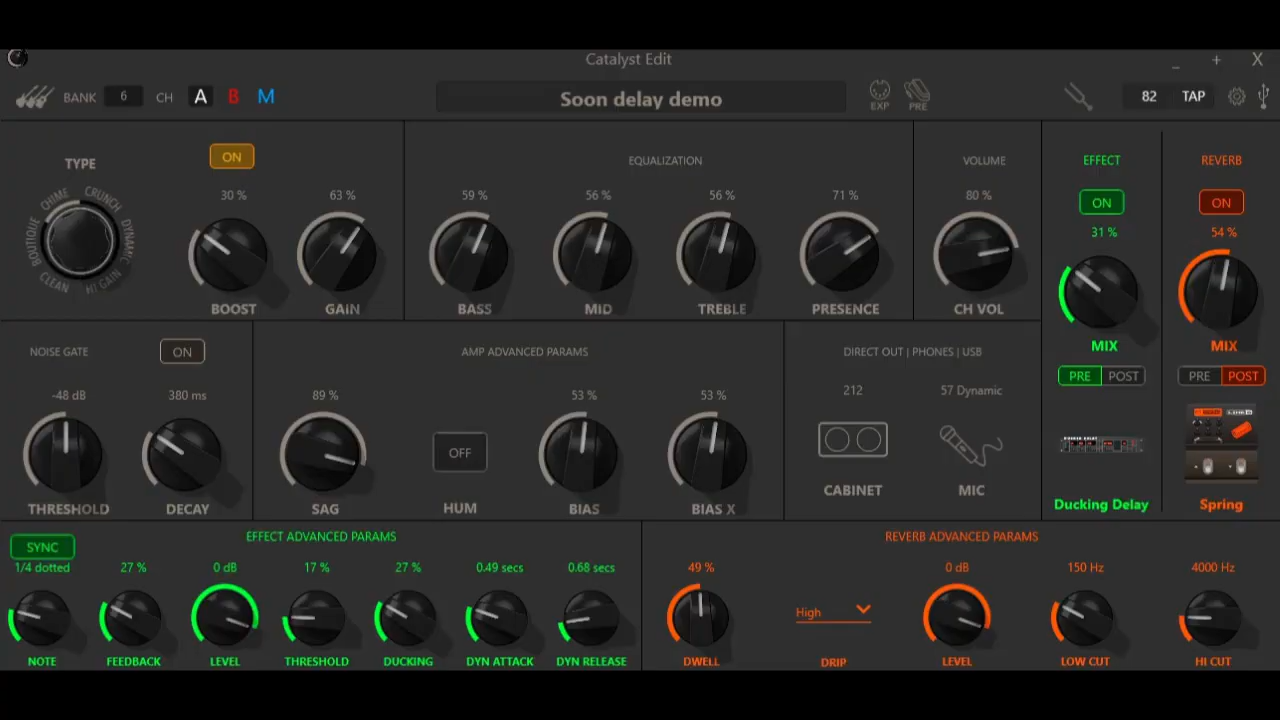 Catalyst Edit
_ + X
BANK 6 CH A B M
Soon delay demo
EXP PRE
82 TAP
TYPE
BOUTIQUE CHIME CRUNCH DYNAMIC HI GAIN CLEAN
ON
30 % 63 %
BOOST GAIN
EQUALIZATION
59 % 56 % 56 % 71 %
BASS MID TREBLE PRESENCE
VOLUME
80 %
CH VOL
EFFECT
ON
31 %
MIX
PRE POST
Ducking Delay
REVERB
ON
54 %
MIX
PRE POST
Spring
NOISE GATE ON
-48 dB 380 ms
THRESHOLD DECAY
AMP ADVANCED PARAMS
89 % 53 % 53 %
OFF
SAG HUM BIAS BIAS X
DIRECT OUT | PHONES | USB
212 57 Dynamic
CABINET MIC
EFFECT ADVANCED PARAMS
SYNC
1/4 dotted 27 % 0 dB 17 % 27 % 0.49 secs 0.68 secs
NOTE FEEDBACK LEVEL THRESHOLD DUCKING DYN ATTACK DYN RELEASE
REVERB ADVANCED PARAMS
49 % 0 dB 150 Hz 4000 Hz
High
DWELL DRIP LEVEL LOW CUT HI CUT